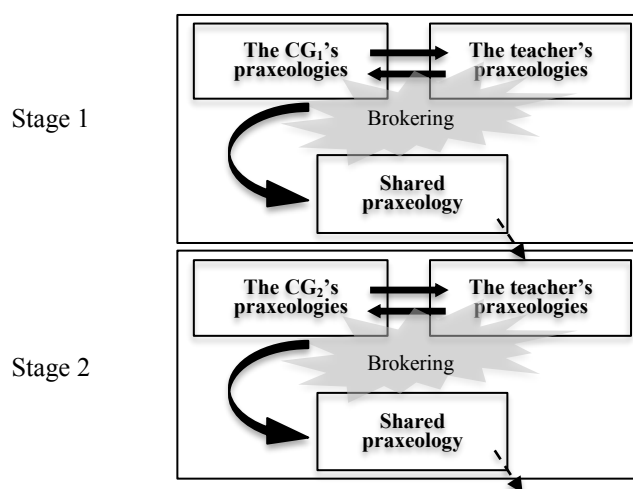 The CG₁'s
praxeologies
The teacher's
praxeologies
Stage 1
Brokering
Shared
praxeology
The CG₂'s
praxeologies
The teacher's
praxeologies
Stage 2
Brokering
Shared
praxeology